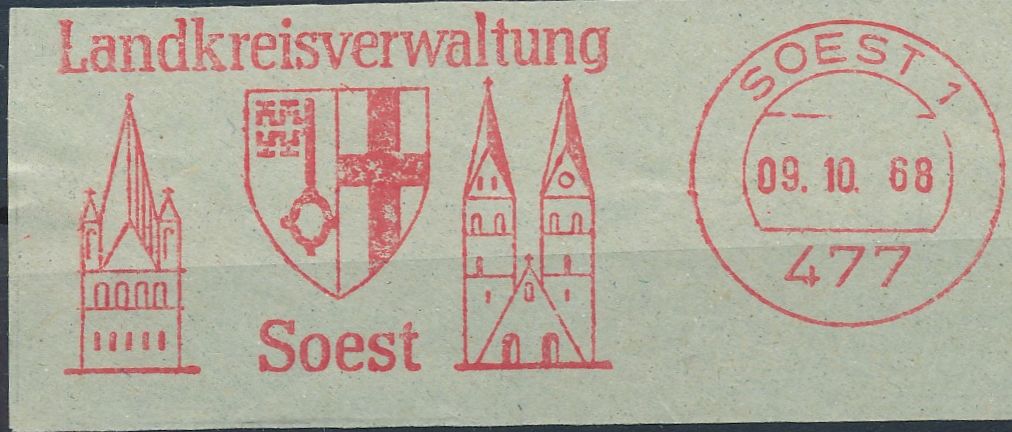 Landkreisverwaltung
Soest
SOEST 1
09.10.68
477